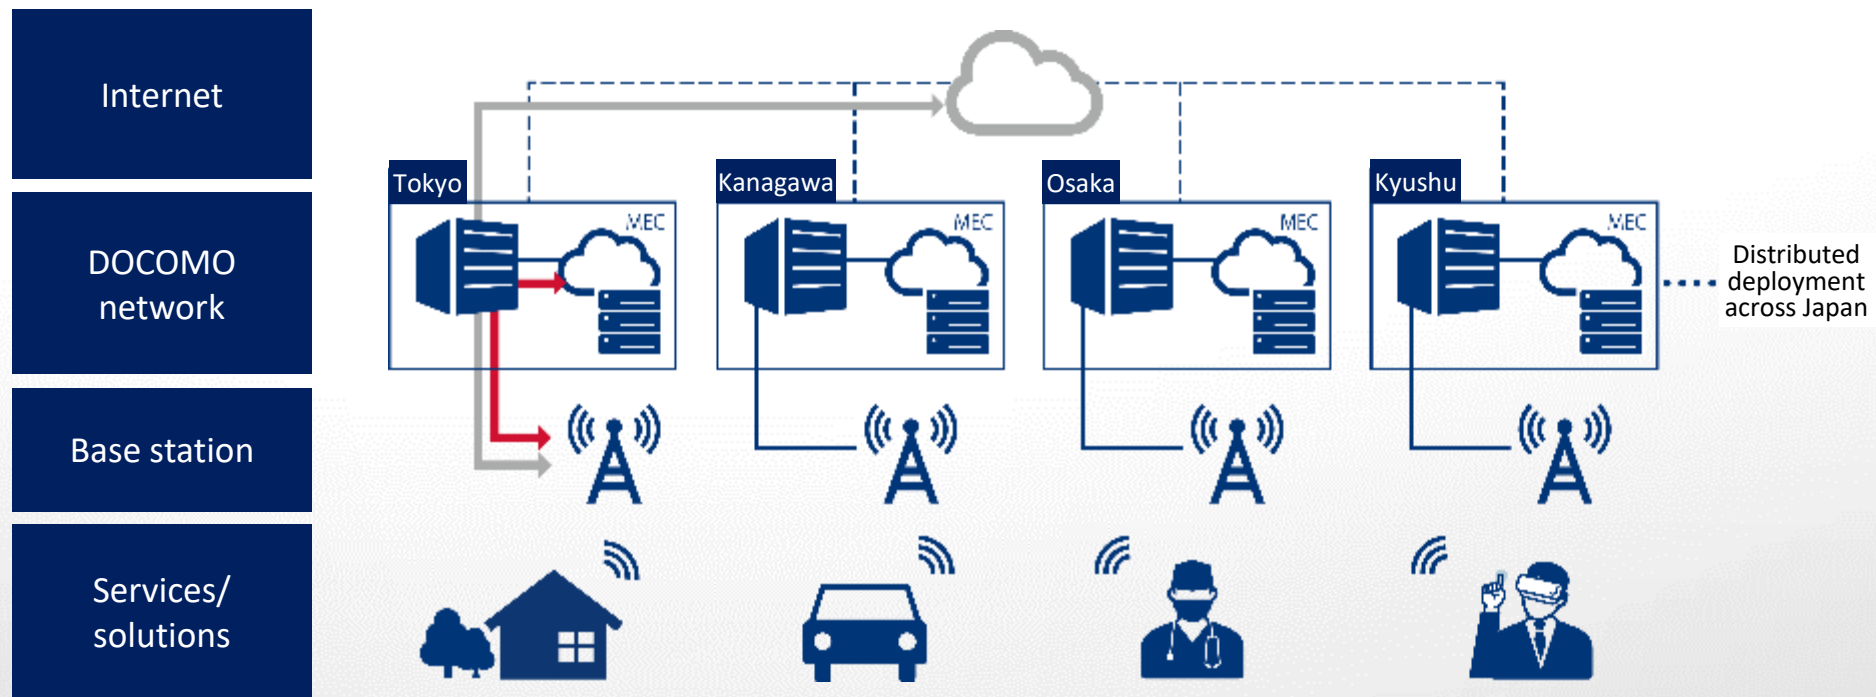 Internet
Tokyo
Kanagawa
Osaka
Kyushu
MEC
MEC
MEC
MEC
DOCOMO
network
Distributed
deployment
across Japan
Base station
Services/
solutions